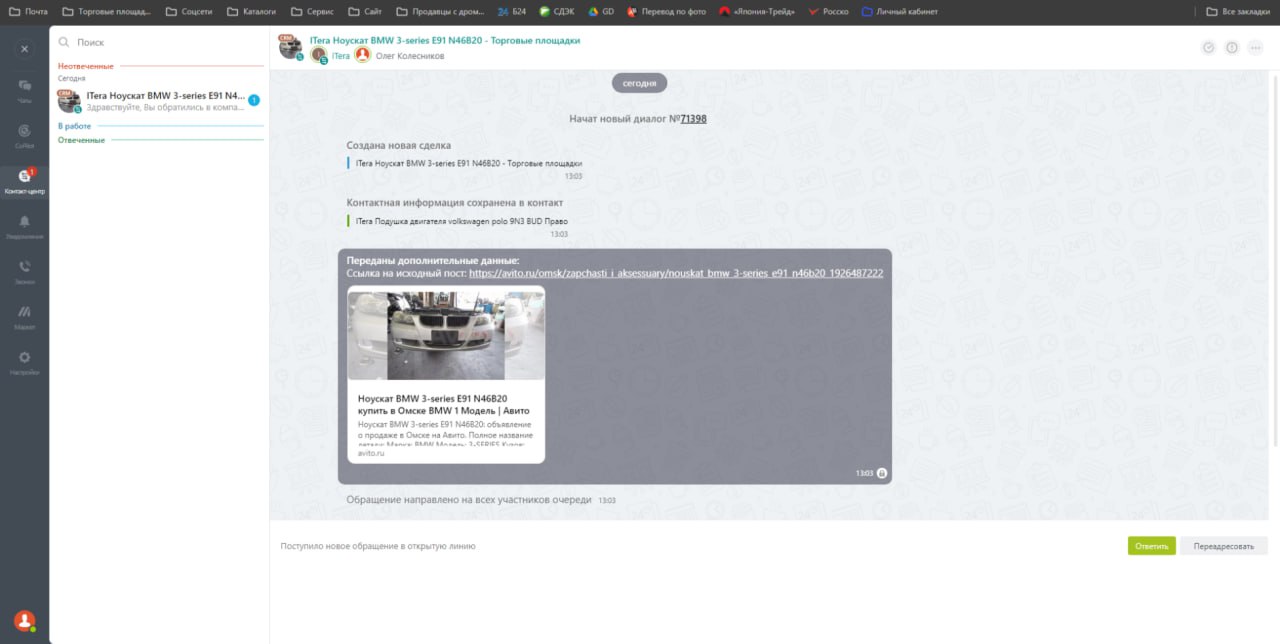 Почта
Торговые площад...
Соцсети
Каталоги
Сервис
Сайт
Продавцы с дром...
24 Б24
СДЭК
GD
Перевод по фото
«Япония-Трейд»
Росско
Личный кабинет
Все закладки
Поиск
Неотвеченные
Сегодня
CRM
ITera Ноускат BMW 3-series E91 N4...
Здравствуйте, Вы обратились в компа...
1
В работе
Отвеченные
Чаты
CoPilot
1
Контакт-центр
Уведомления
Звонки
Маркет
Настройки
CRM
ITera Ноускат BMW 3-series E91 N46B20 - Торговые площадки
I
ITera
Олег Колесников
сегодня
Начат новый диалог №71398
Создана новая сделка
ITera Ноускат BMW 3-series E91 N46B20 - Торговые площадки
13:03
Контактная информация сохранена в контакт
ITera Подушка двигателя volkswagen polo 9N3 BUD Право
13:03
Переданы дополнительные данные:
Ссылка на исходный пост: https://avito.ru/omsk/zapchasti_i_aksessuary/nouskat_bmw_3-series_e91_n46b20_1926487222
Ноускат BMW 3-series E91 N46B20
купить в Омске BMW 1 Модель | Авито
Ноускат BMW 3-series E91 N46B20: объявление
о продаже в Омске на Авито. Полное название
детали: Марка: BMW Модель: 3-SERIES Кузов:
avito.ru
13:03
Обращение направлено на всех участников очереди 13:03
Поступило новое обращение в открытую линию
Ответить
Переадресовать